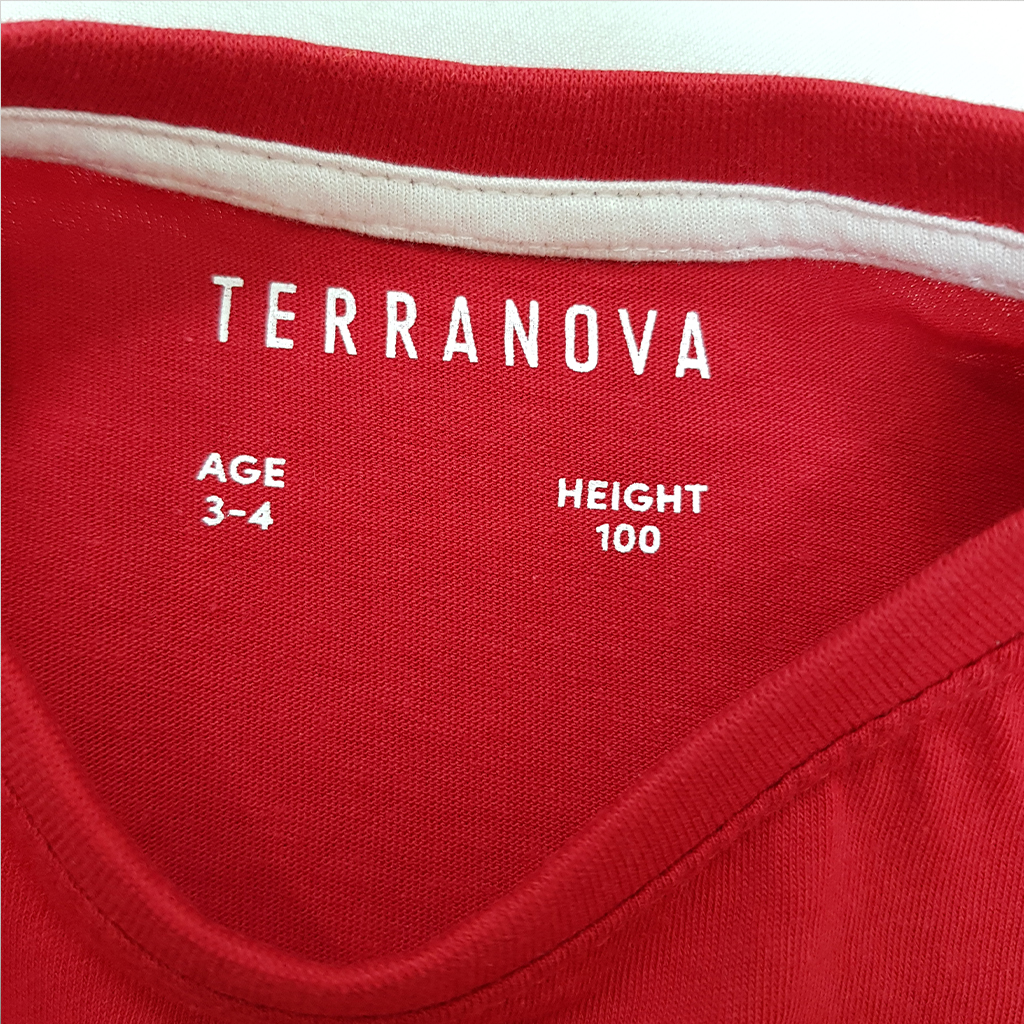 TERRANOVA
AGE
3-4
HEIGHT
100